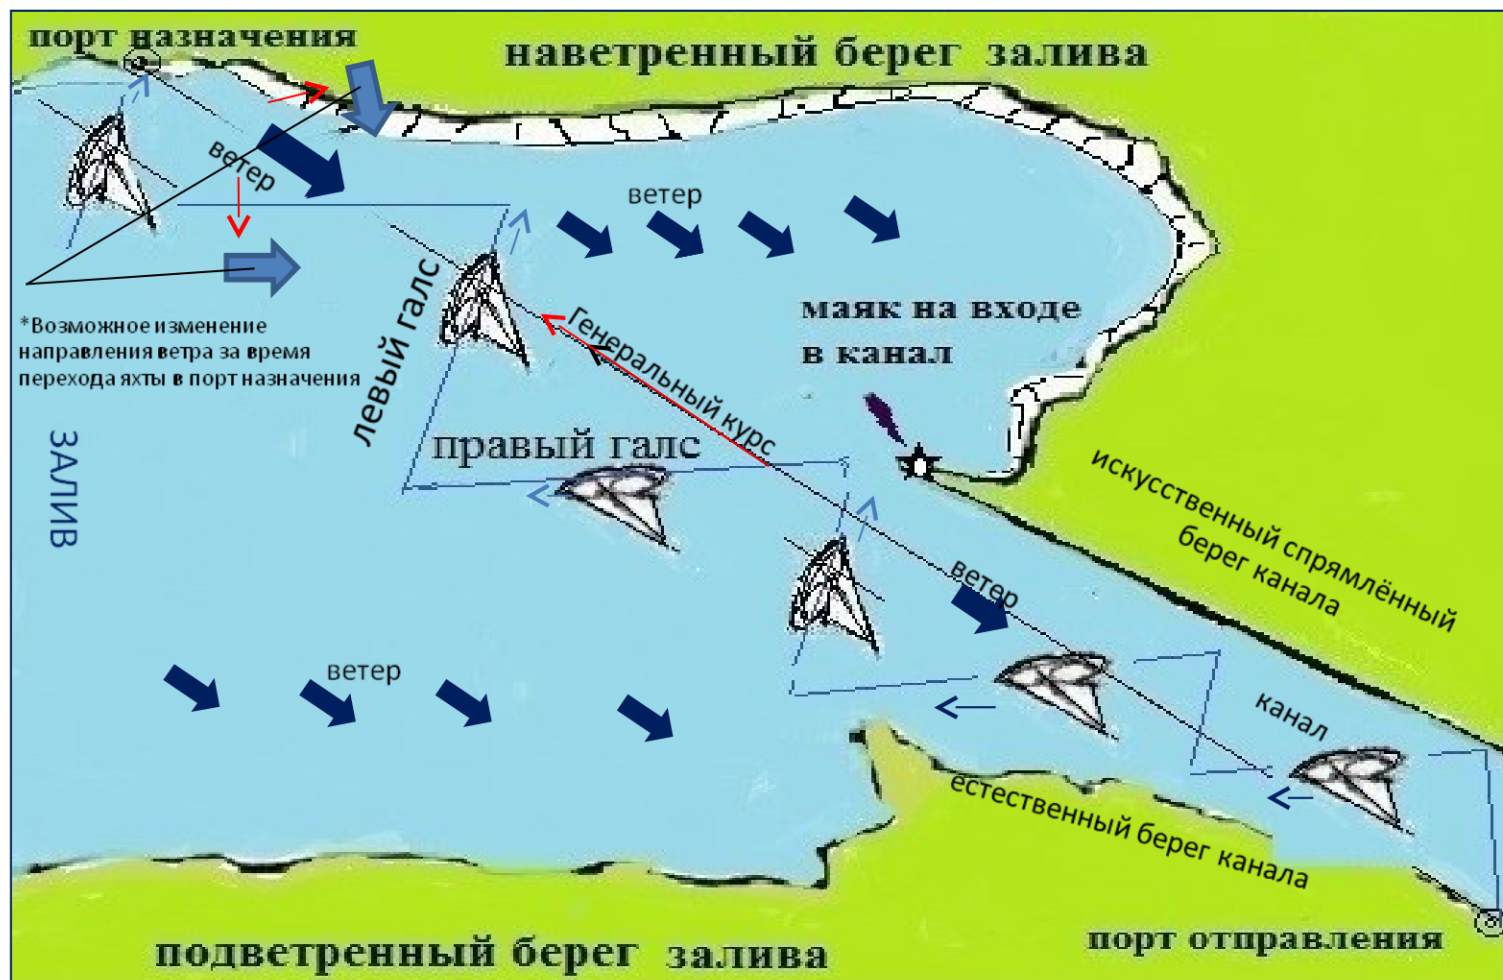 порт назначения
наветренный берег залива
ветер
ветер
левый галс
маяк на входе
в канал
Генеральный курс
*Возможное изменение
направления ветра за время
перехода яхты в порт назначения
ЗАЛИВ
правый галс
искусственный спрямлённый
берег канала
ветер
ветер
канал
естественный берег канала
подветренный берег залива
порт отправления